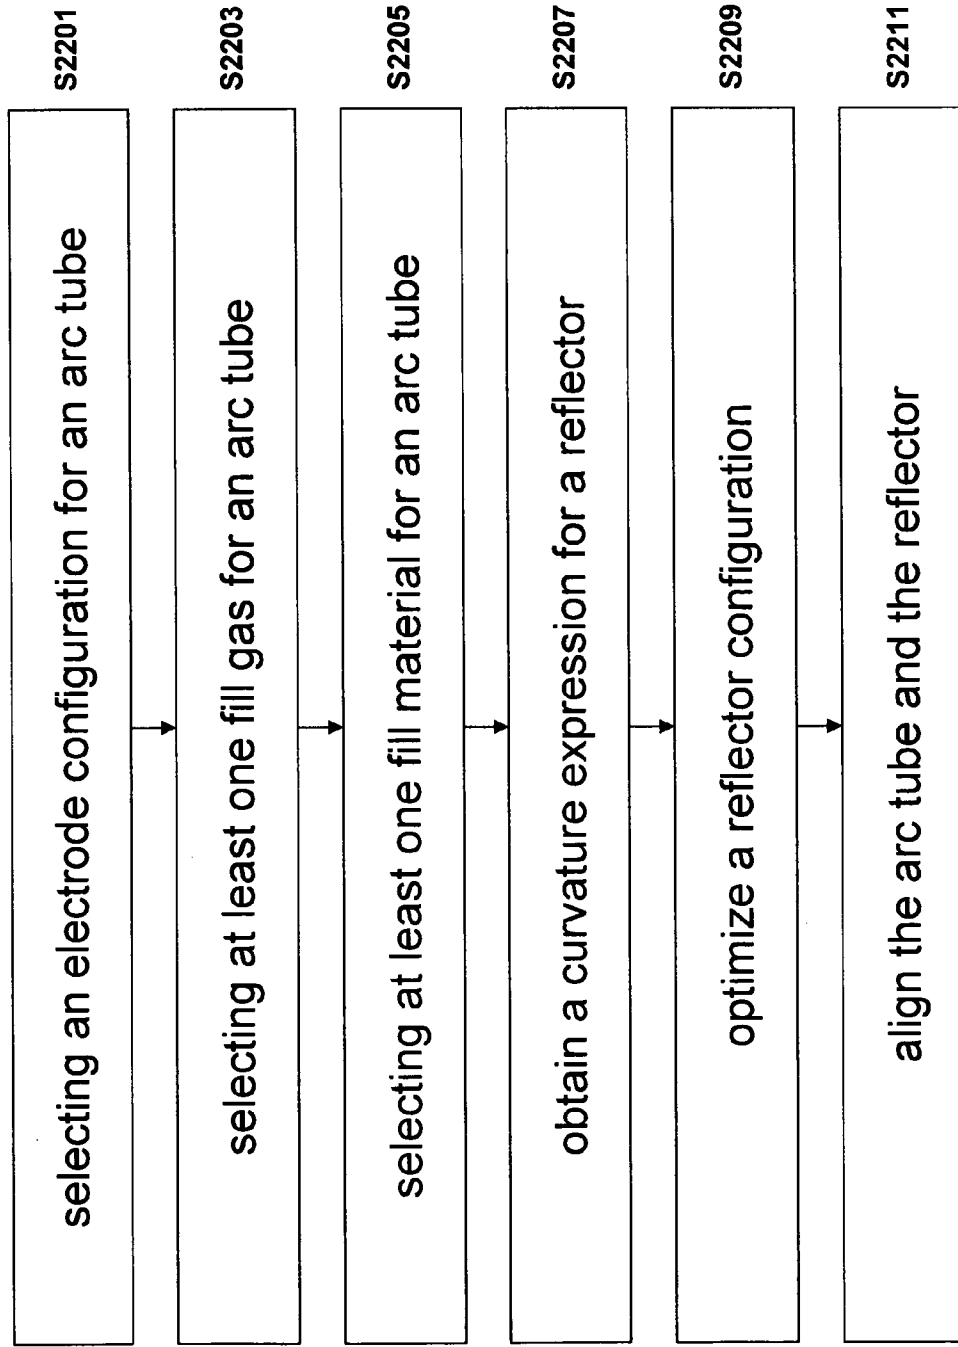 selecting an electrode configuration for an arc tube
S2201
selecting at least one fill gas for an arc tube
S2203
selecting at least one fill material for an arc tube
S2205
obtain a curvature expression for a reflector
S2207
optimize a reflector configuration
S2209
align the arc tube and the reflector
S2211